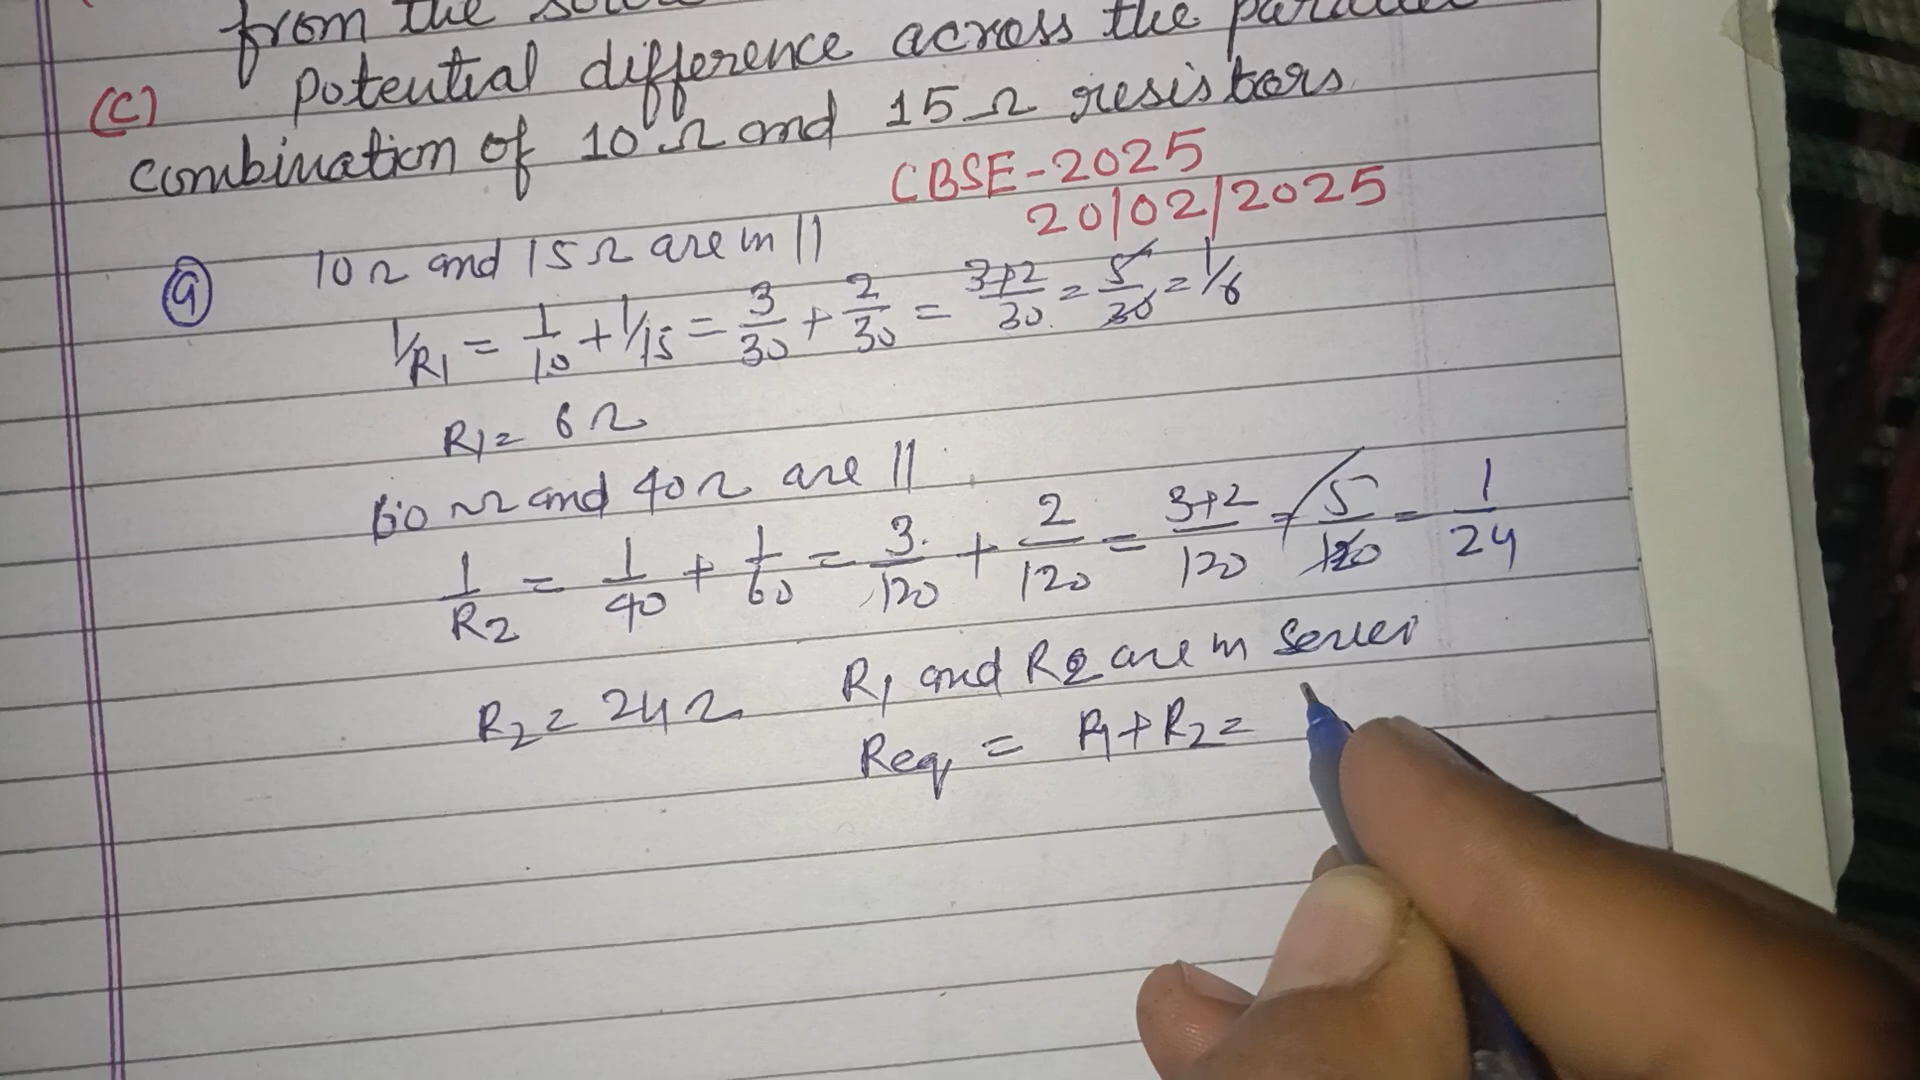 from the
(C) Potential difference across the
combination of 10 Ω and 15 Ω resistors
CBSE-2025
20/02/2025
(a) 10 Ω and 15 Ω are in ||
1/R1 = 1/10 + 1/15 = 3/30 + 2/30 = 3+2/30 = 5/30 = 1/6
R1 = 6 Ω
60 Ω and 40 Ω are ||
1/R2 = 1/40 + 1/60 = 3/120 + 2/120 = 3+2/120 = 5/120 = 1/24
R2 = 24 Ω R1 and R2 are in series
Req = R1 + R2 =